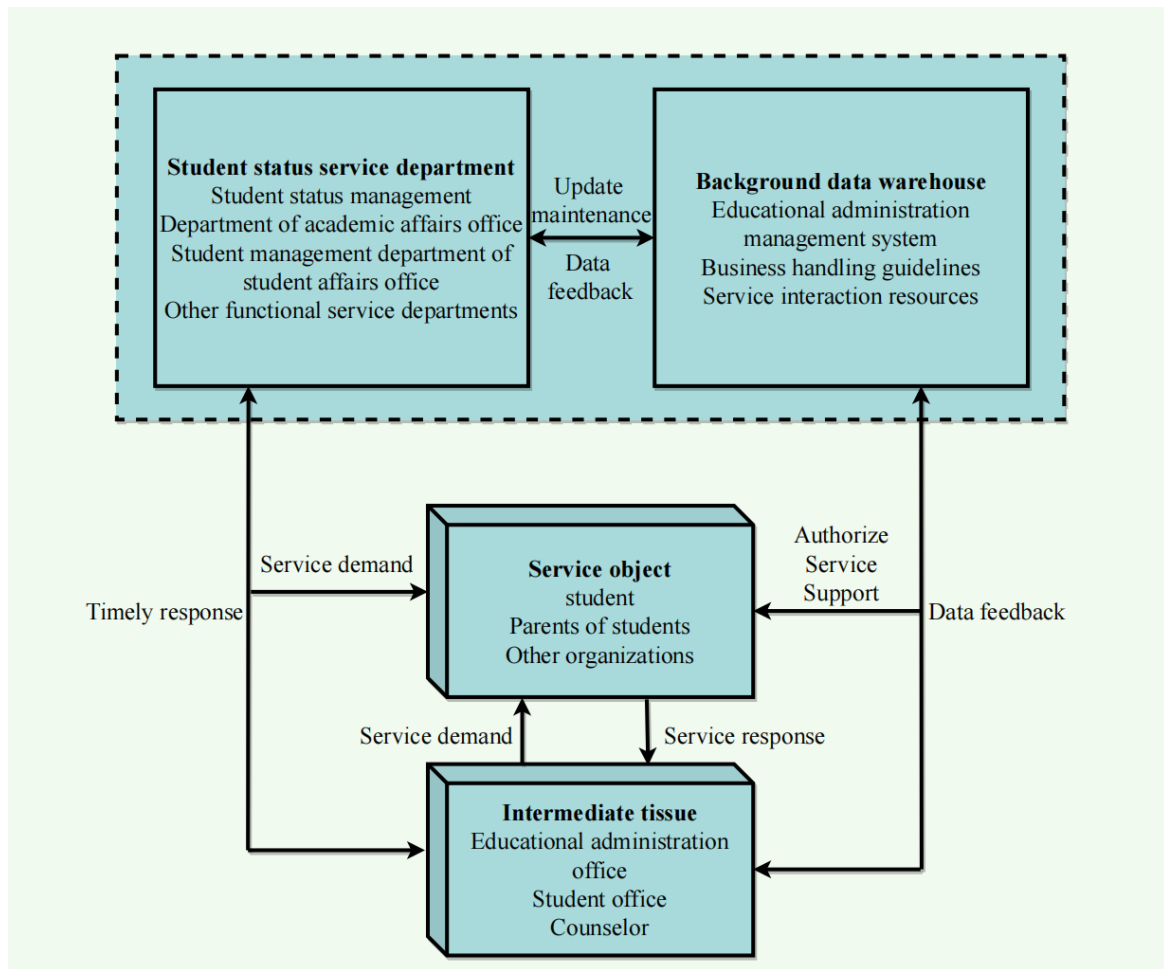 Student status service department
Student status management
Department of academic affairs office
Student management department of
student affairs office
Other functional service departments
Update
maintenance
Data
feedback
Background data warehouse
Educational administration
management system
Business handling guidelines
Service interaction resources
Service demand
Timely response
Service object
student
Parents of students
Other organizations
Authorize
Service
Support
Data feedback
Service demand
Service response
Intermediate tissue
Educational administration
office
Student office
Counselor